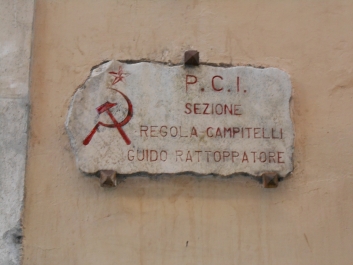 P.C.I.
SEZIONE
REGOLA-CAMPITELLI
GUIDO RATTOPPATORE